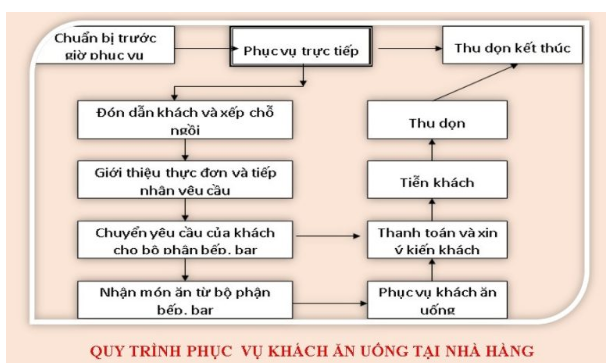 Chuẩn bị trước
giờ phục vụ
Phục vụ trực tiếp
Thu dọn kết thúc
Đón dẫn khách và xếp chỗ
ngồi
Giới thiệu thực đơn và tiếp
nhận yêu cầu
Chuyển yêu cầu của khách
cho bộ phận bếp, bar
Nhận món ăn từ bộ phận
bếp, bar
Thu dọn
Tiễn khách
Thanh toán và xin
ý kiến khách
Phục vụ khách ăn
uống
QUY TRÌNH PHỤC VỤ KHÁCH ĂN UỐNG TẠI NHÀ HÀNG